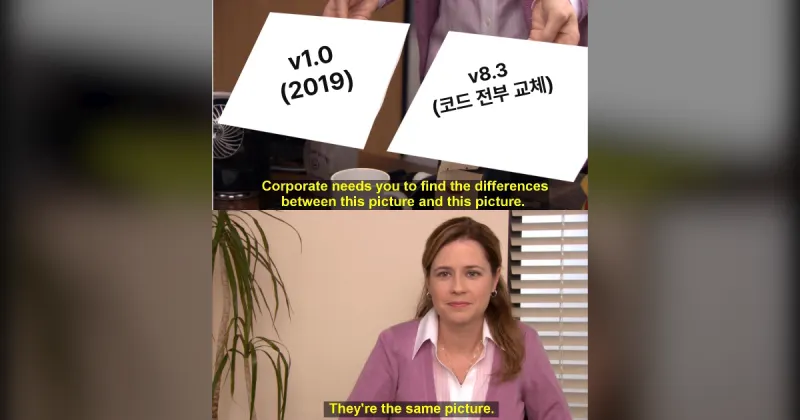 v1.0
(2019)
v8.3
(코드 전부 교체)
Corporate needs you to find the differences
between this picture and this picture.
They're the same picture.